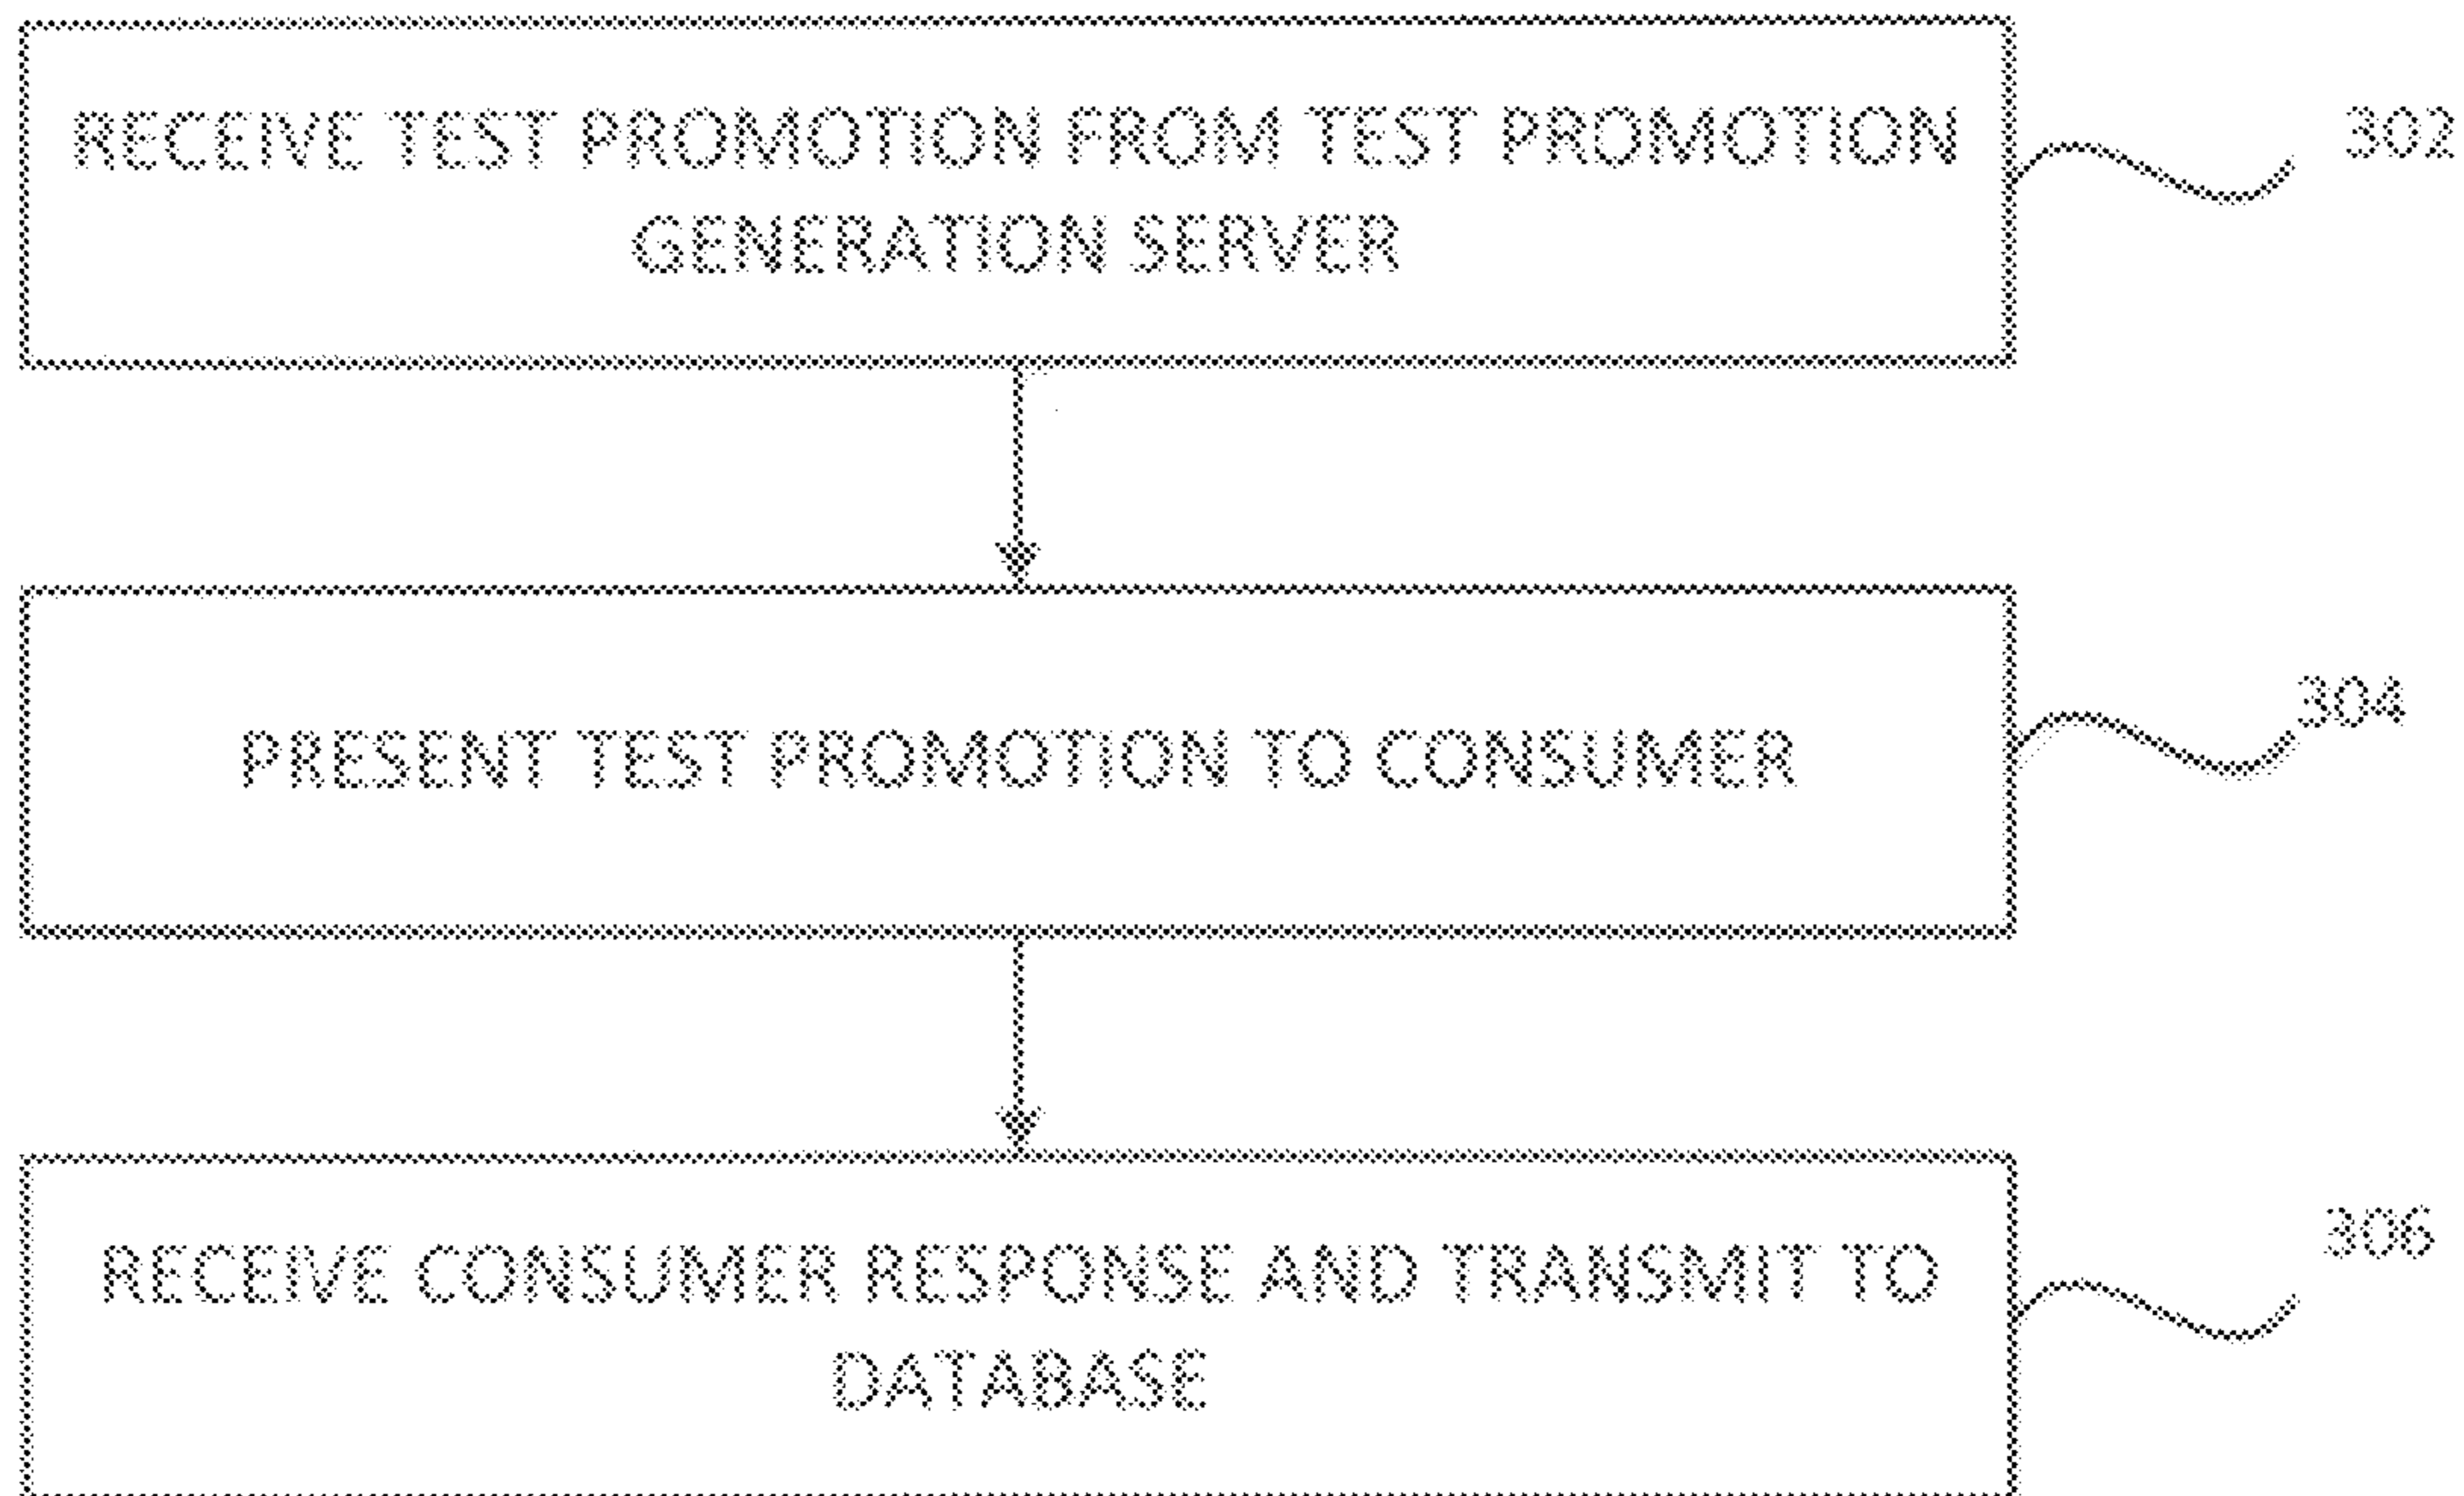 RECEIVE TEST PROMOTION FROM TEST PROMOTION
GENERATION SERVER
302
PRESENT TEST PROMOTION TO CONSUMER
304
RECEIVE CONSUMER RESPONSE AND TRANSMIT TO
DATABASE
306